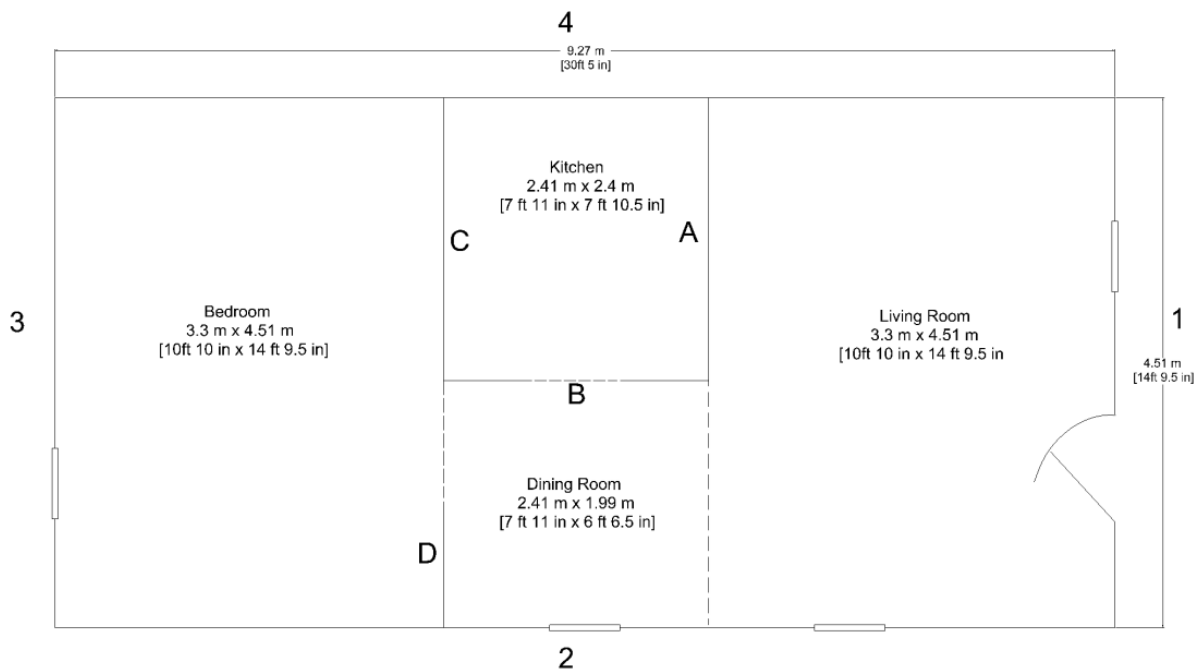 4
9.27 m
[30ft 5 in]
Kitchen
2.41 m x 2.4 m
[7 ft 11 in x 7 ft 10.5 in]
A
C
Bedroom
3.3 m x 4.51 m
[10ft 10 in x 14 ft 9.5 in]
3
Living Room
3.3 m x 4.51 m
[10ft 10 in x 14 ft 9.5 in
1
4.51 m
[14ft 9.5 in]
B
Dining Room
2.41 m x 1.99 m
[7 ft 11 in x 6 ft 6.5 in]
D
2